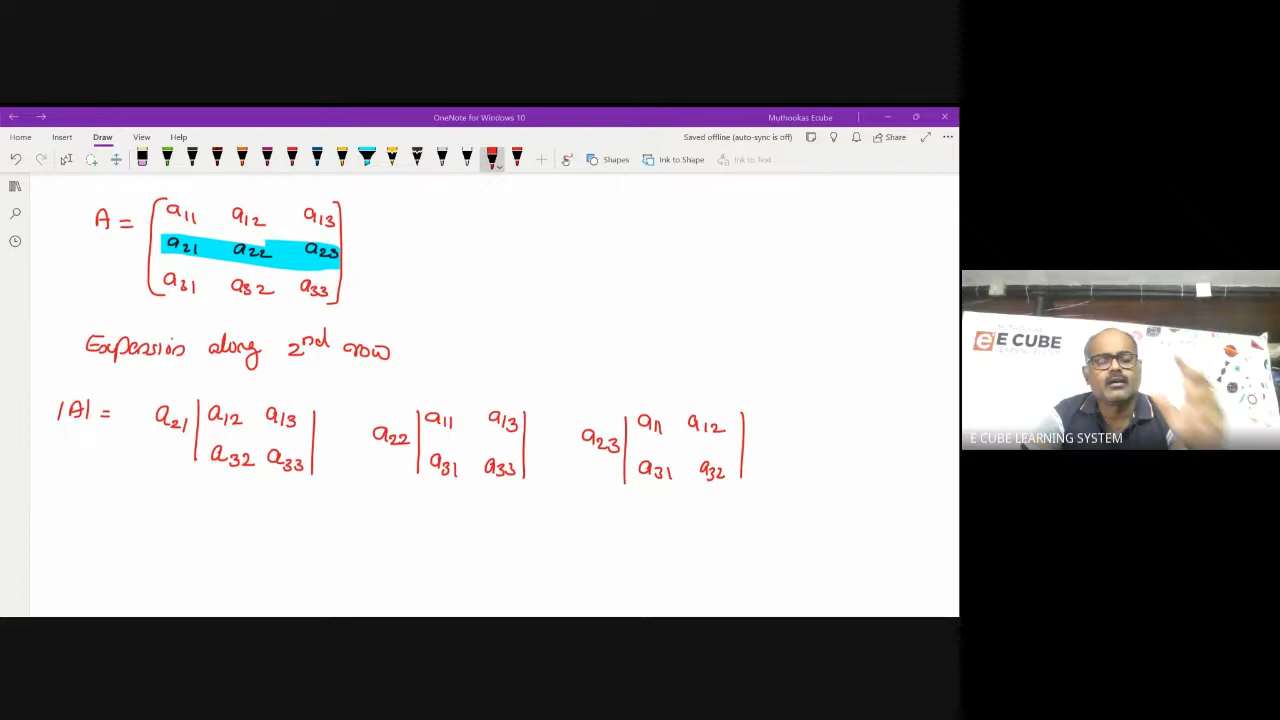 OneNote for Windows 10
Muthookas Ecube
Home Insert Draw View Help
Saved offline (auto-sync is off)
Share
Shapes
Ink to Shape
Ink to Text
A = [ a11 a12 a13
a21 a22 a23
a31 a32 a33 ]
Expension along 2nd row
|A| = a21 | a12 a13 | a22 | a11 a13 | a23 | a11 a12 |
| a32 a33 | | a31 a33 | | a31 a32 |
e E CUBE
E CUBE LEARNING SYSTEM